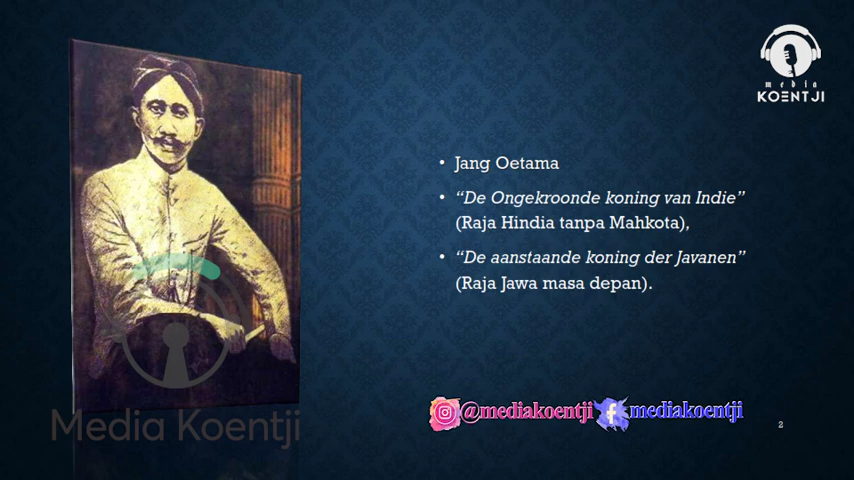 media
KOENTJI
• Jang Oetama
• “De Ongekroonde koning van Indie”
(Raja Hindia tanpa Mahkota),
• “De aanstaande koning der Javanen”
(Raja Jawa masa depan).
Media Koentji
@mediakoentji mediakoentji
2